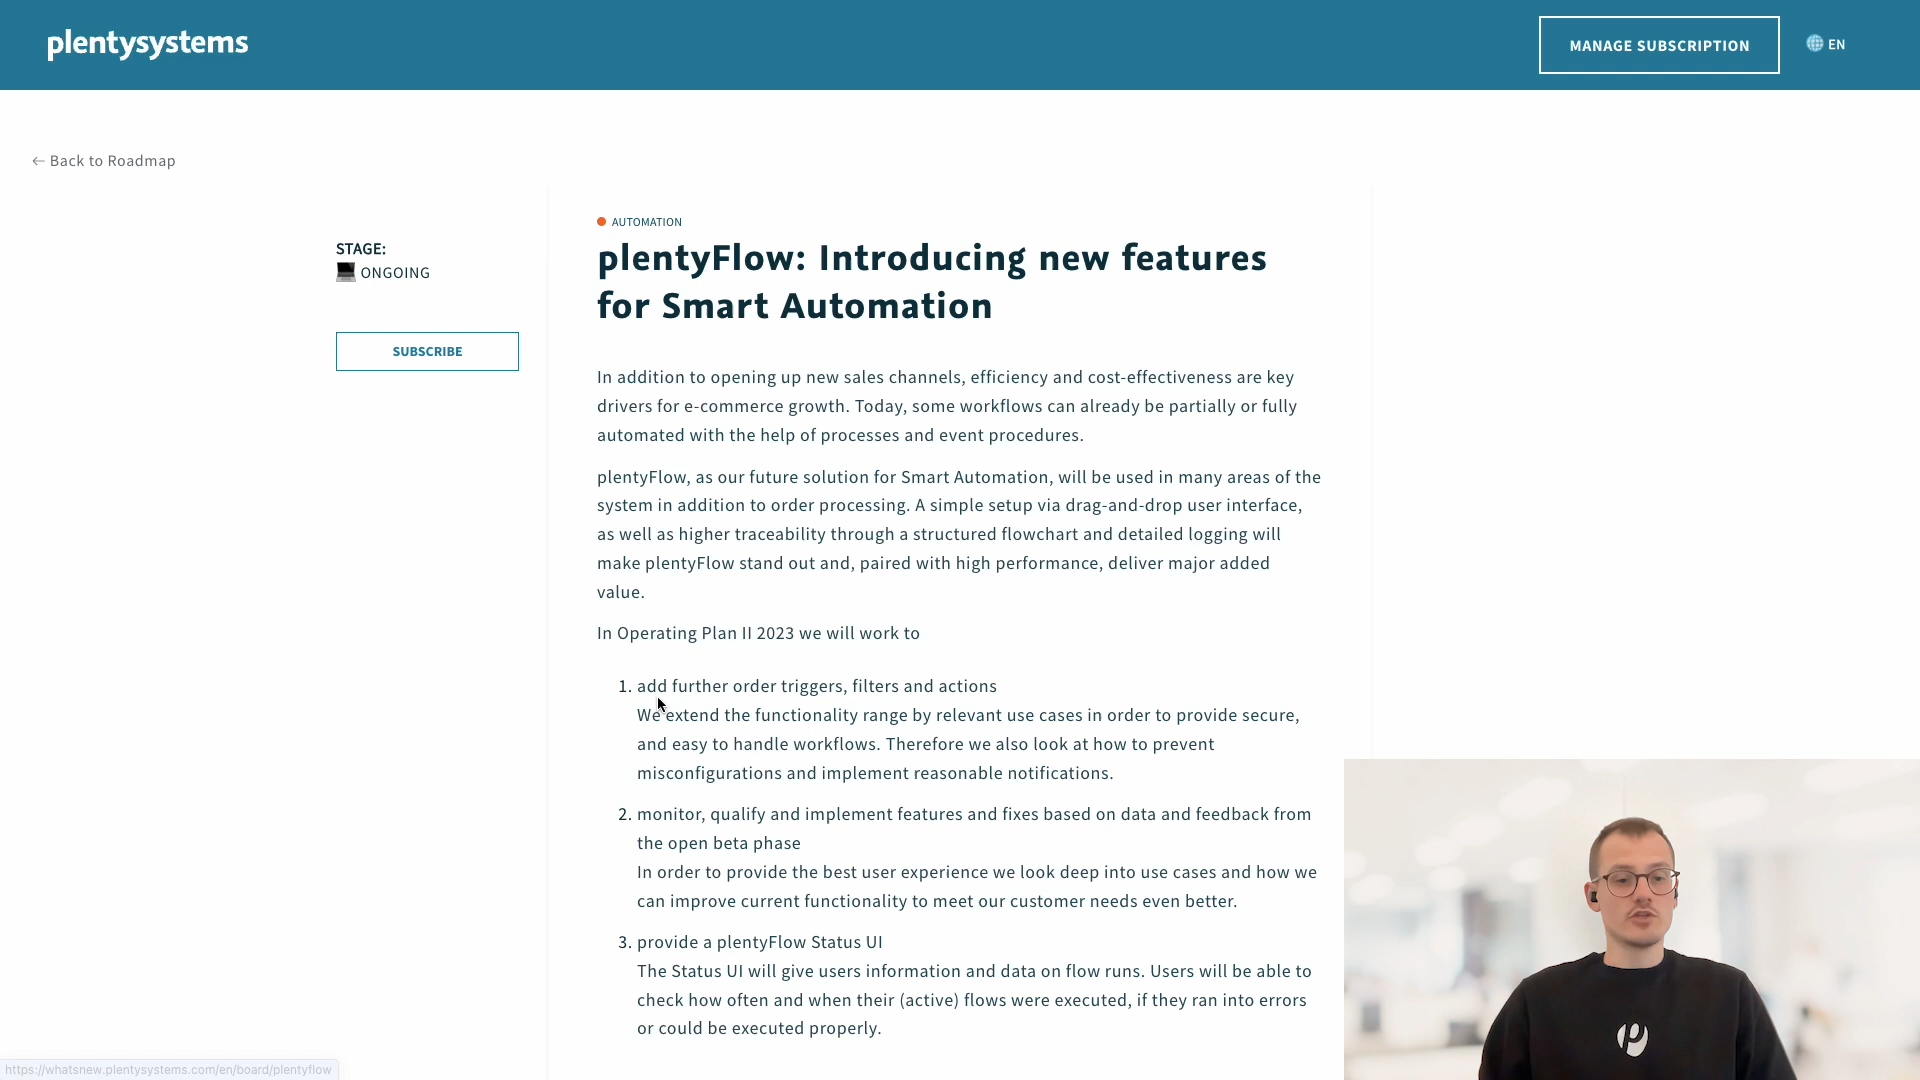 plentysystems
MANAGE SUBSCRIPTION
EN
← Back to Roadmap
STAGE:
ONGOING
SUBSCRIBE
AUTOMATION
plentyFlow: Introducing new features
for Smart Automation
In addition to opening up new sales channels, efficiency and cost-effectiveness are key
drivers for e-commerce growth. Today, some workflows can already be partially or fully
automated with the help of processes and event procedures.
plentyFlow, as our future solution for Smart Automation, will be used in many areas of the
system in addition to order processing. A simple setup via drag-and-drop user interface,
as well as higher traceability through a structured flowchart and detailed logging will
make plentyFlow stand out and, paired with high performance, deliver major added
value.
In Operating Plan II 2023 we will work to
1. add further order triggers, filters and actions
We extend the functionality range by relevant use cases in order to provide secure,
and easy to handle workflows. Therefore we also look at how to prevent
misconfigurations and implement reasonable notifications.
2. monitor, qualify and implement features and fixes based on data and feedback from
the open beta phase
In order to provide the best user experience we look deep into use cases and how we
can improve current functionality to meet our customer needs even better.
3. provide a plentyFlow Status UI
The Status UI will give users information and data on flow runs. Users will be able to
check how often and when their (active) flows were executed, if they ran into errors
or could be executed properly.
https://whatsnew.plentysystems.com/en/board/plentyflow